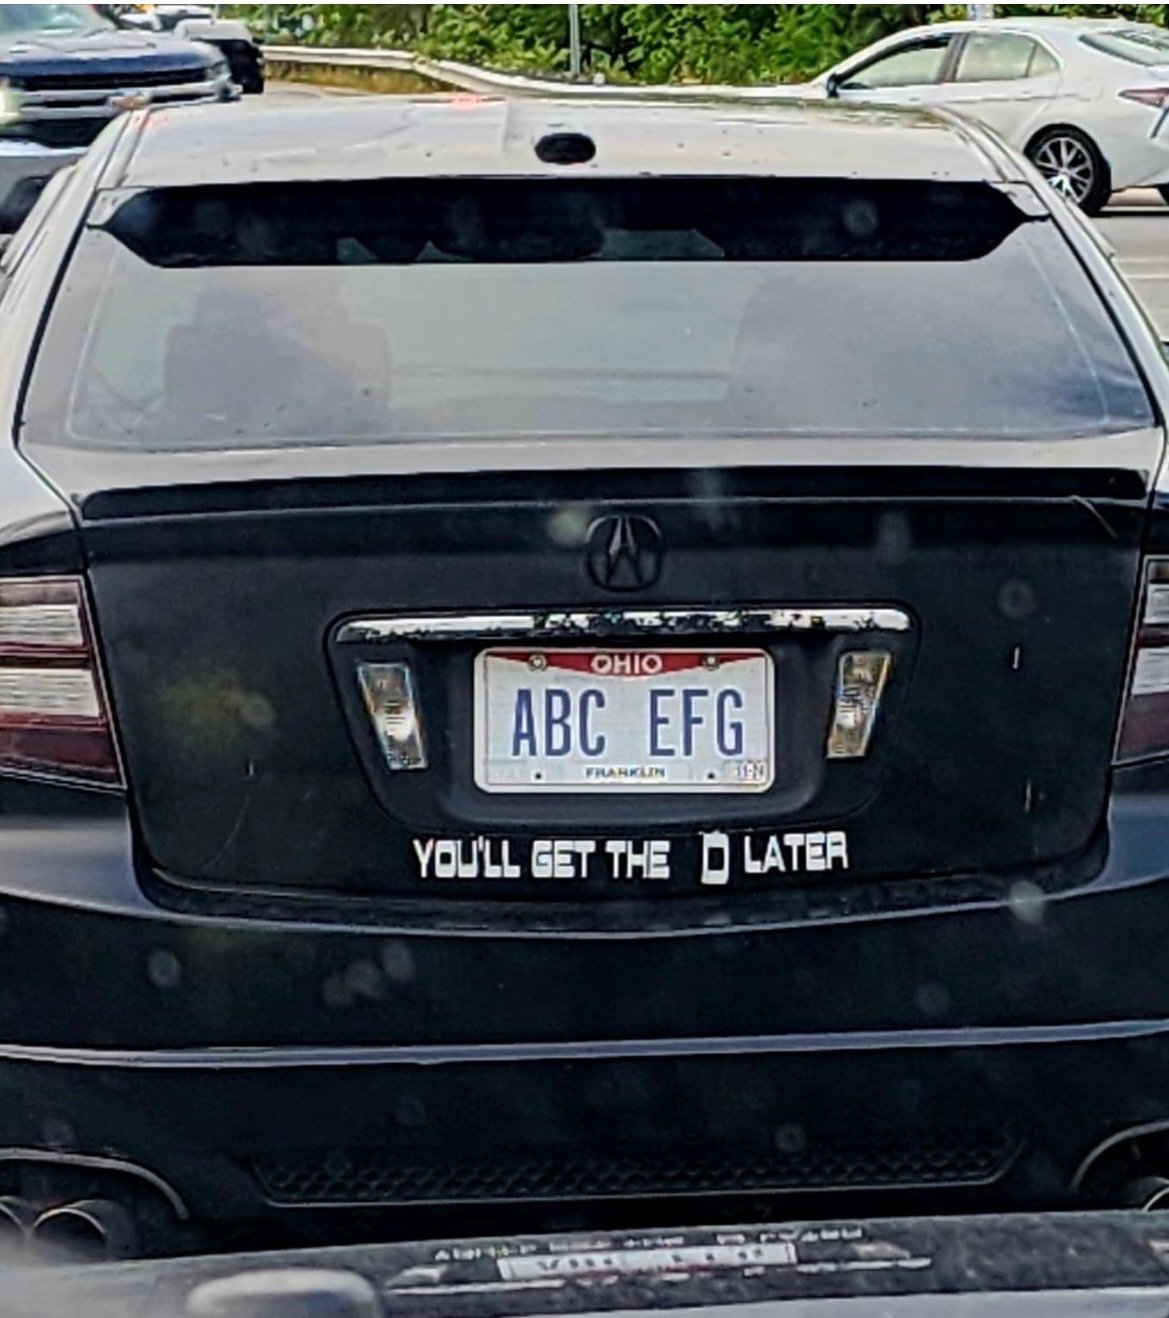 OHIO
ABC EFG
FRANKLIN
YOU'LL GET THE D LATER